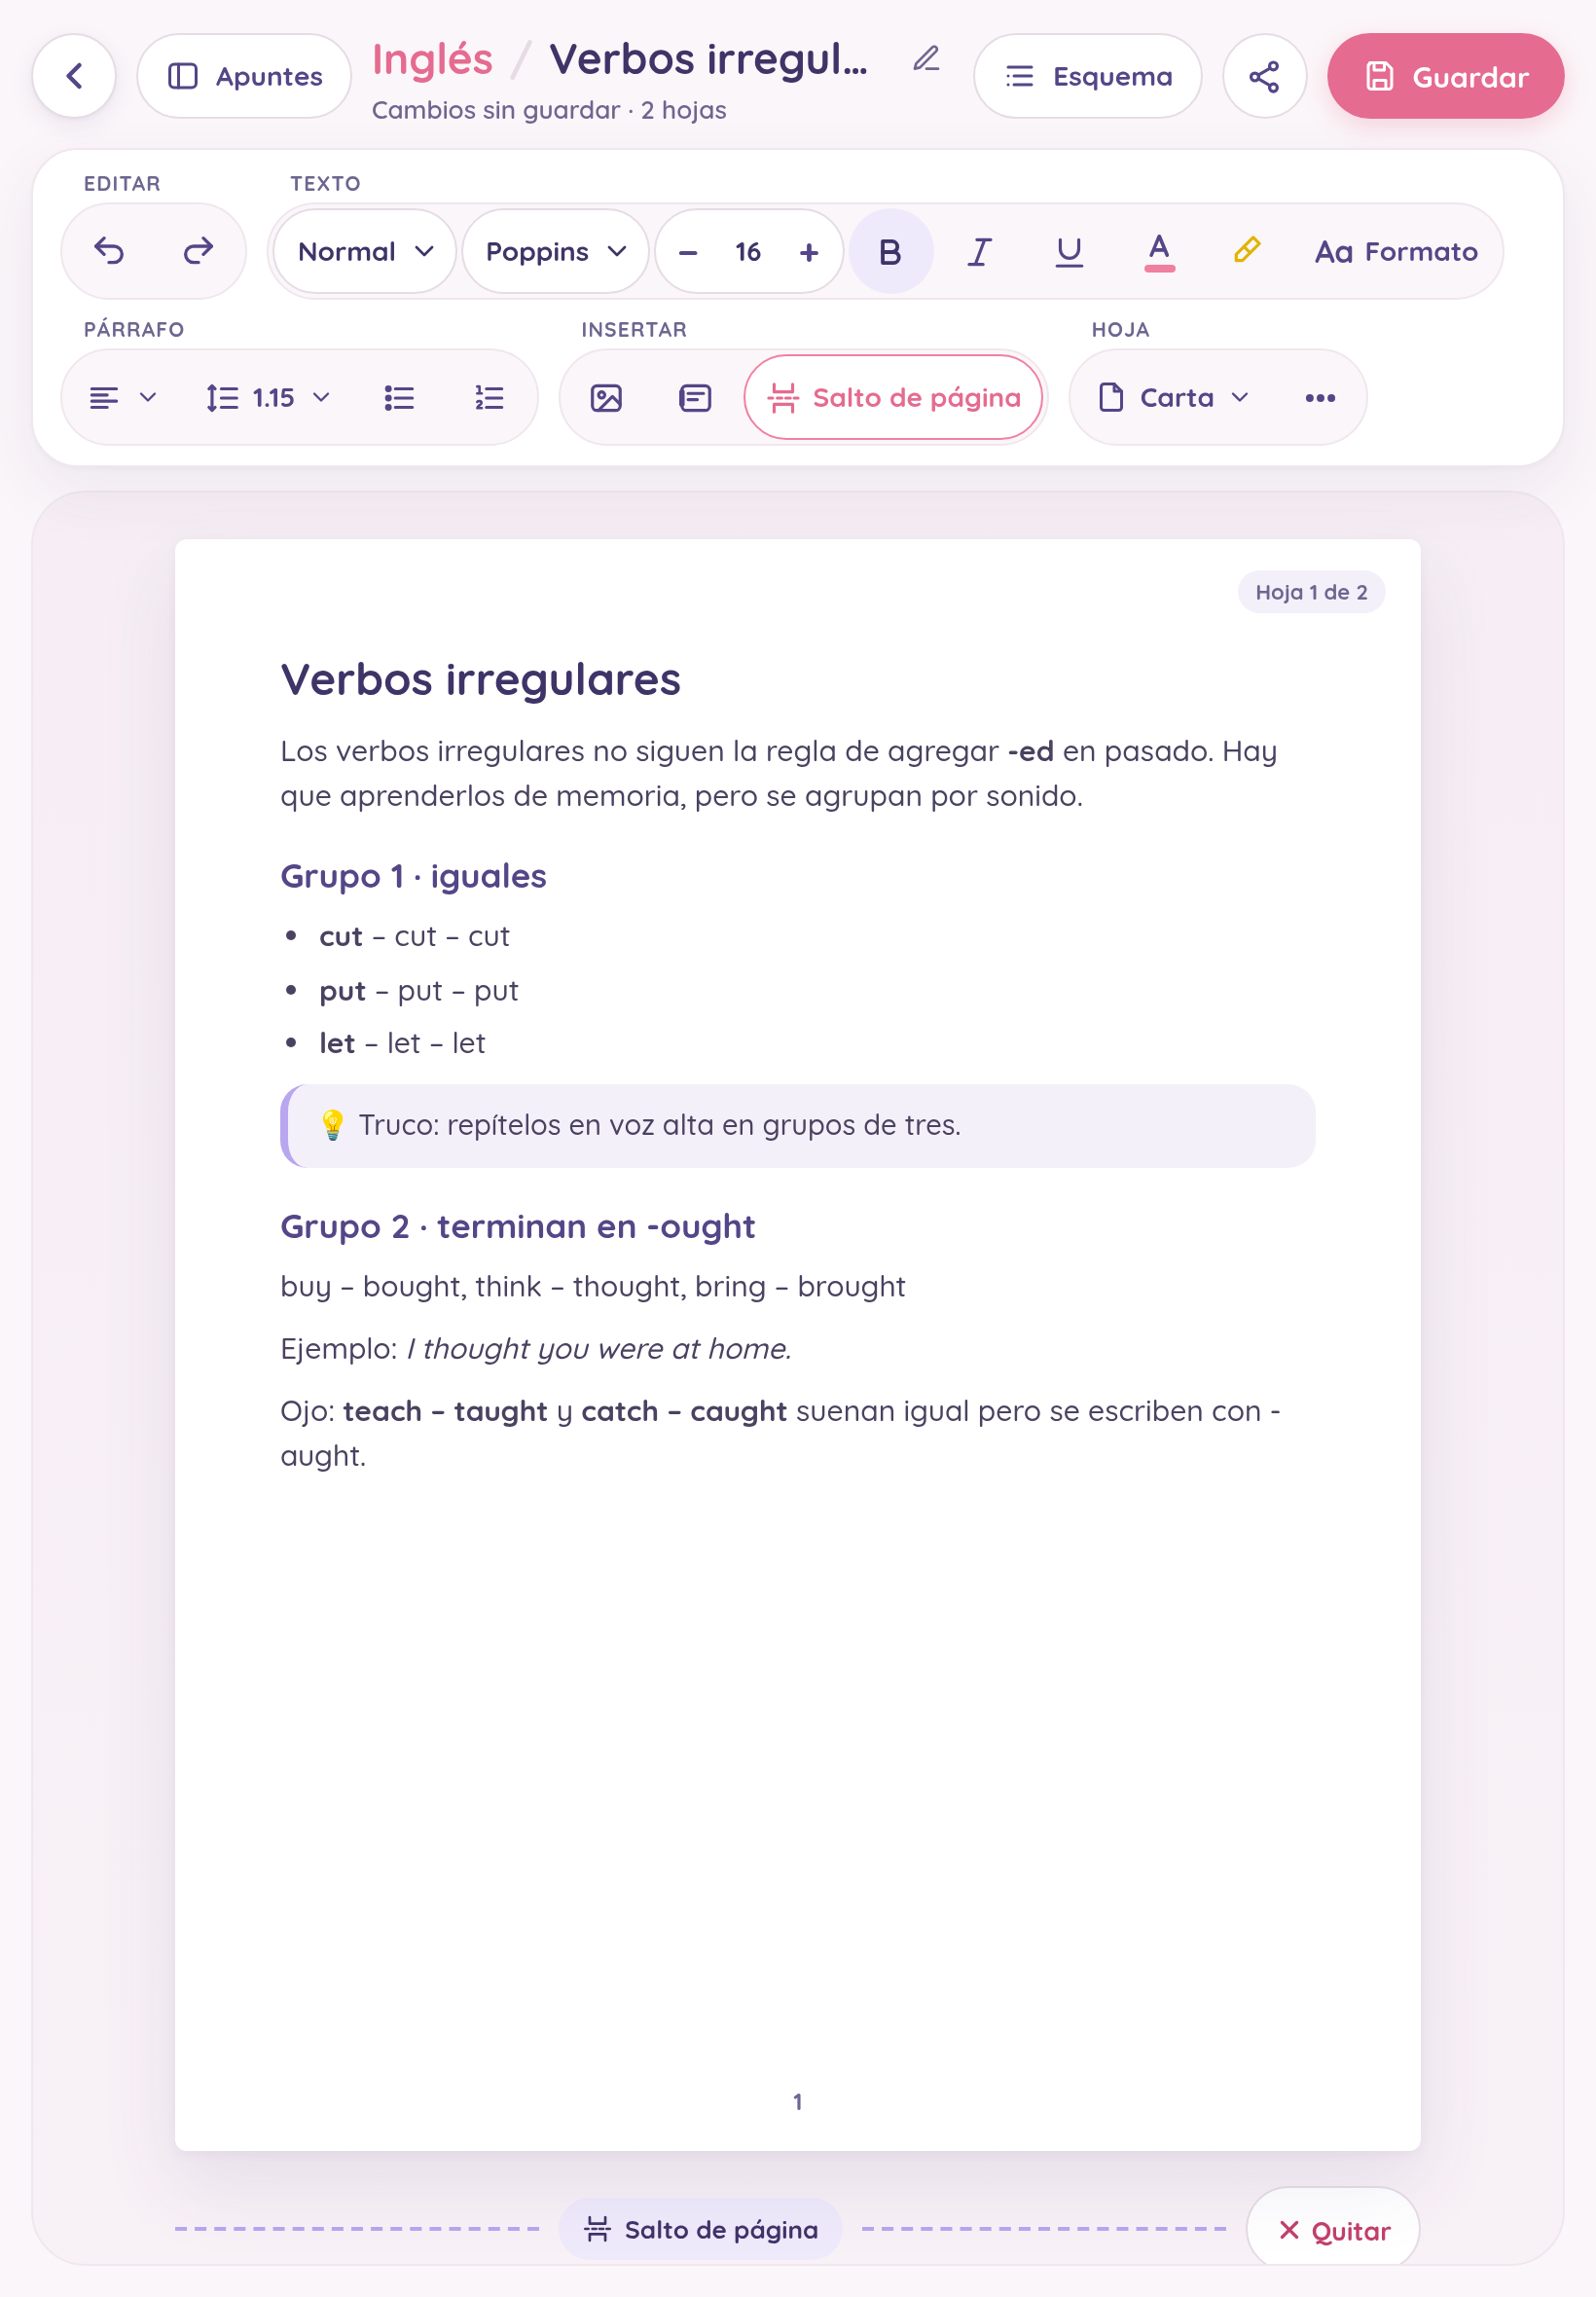 Apuntes
Inglés / Verbos irregul...
Cambios sin guardar · 2 hojas
Esquema
Guardar
EDITAR
TEXTO
Normal
Poppins
− 16 +
B I U A
Aa Formato
PÁRRAFO
INSERTAR
HOJA
1.15
Salto de página
Carta
Hoja 1 de 2
Verbos irregulares
Los verbos irregulares no siguen la regla de agregar -ed en pasado. Hay
que aprenderlos de memoria, pero se agrupan por sonido.
Grupo 1 · iguales
• cut – cut – cut
• put – put – put
• let – let – let
💡 Truco: repítelos en voz alta en grupos de tres.
Grupo 2 · terminan en -ought
buy – bought, think – thought, bring – brought
Ejemplo: I thought you were at home.
Ojo: teach – taught y catch – caught suenan igual pero se escriben con -
aught.
1
Salto de página
Quitar